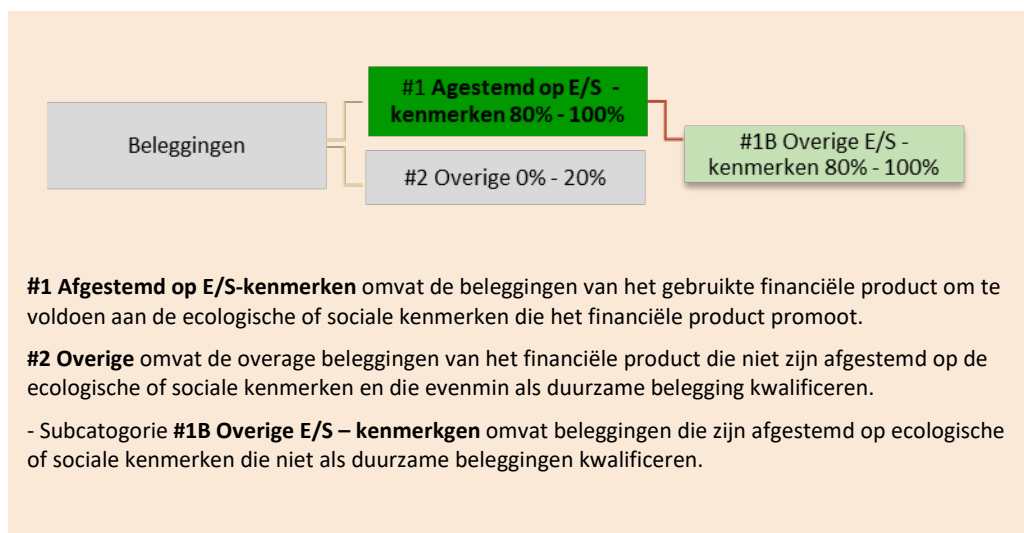 #1 Agestemd op E/S -
kenmerken 80% - 100%
Beleggingen
#1B Overige E/S -
kenmerken 80% - 100%
#2 Overige 0% - 20%
#1 Afgestemd op E/S-kenmerken omvat de beleggingen van het gebruikte financiële product om te
voldoen aan de ecologische of sociale kenmerken die het financiële product promoot.
#2 Overige omvat de overage beleggingen van het financiële product die niet zijn afgestemd op de
ecologische of sociale kenmerken en die evenmin als duurzame belegging kwalificeren.
- Subcatogorie #1B Overige E/S – kenmerkgen omvat beleggingen die zijn afgestemd op ecologische
of sociale kenmerken die niet als duurzame beleggingen kwalificeren.